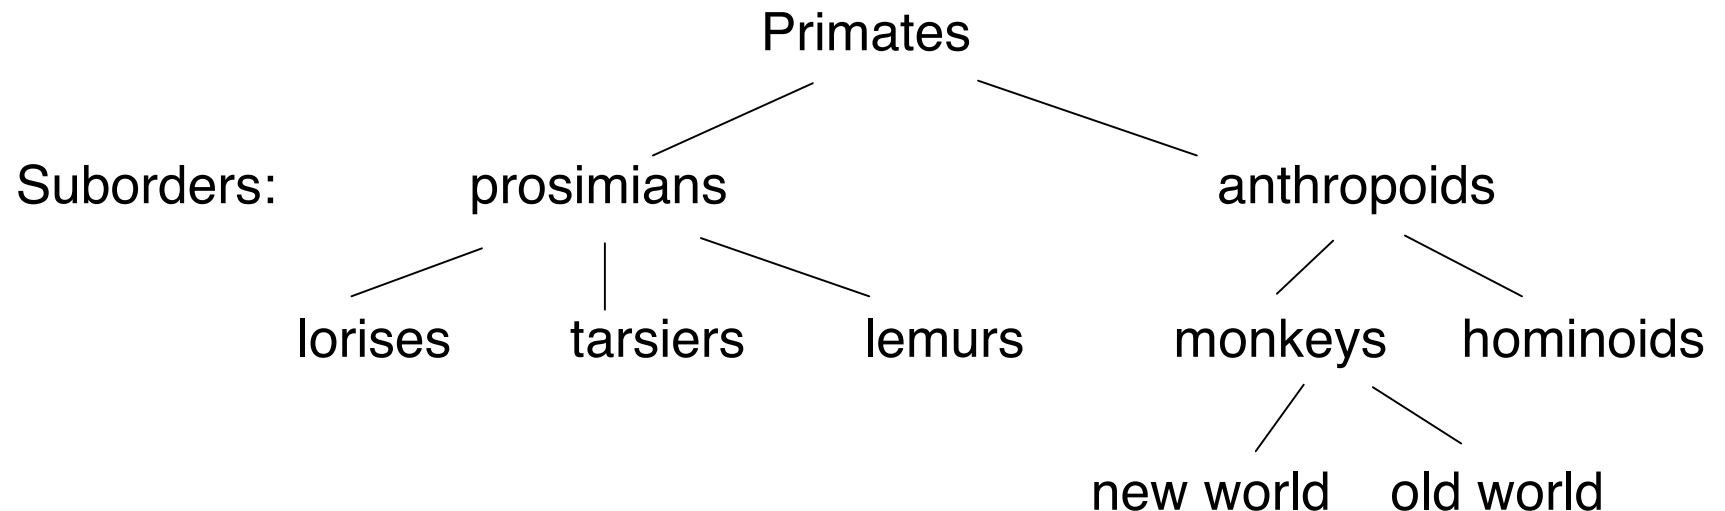 Primates
Suborders: prosimians anthropoids
lorises tarsiers lemurs monkeys hominoids
new world old world